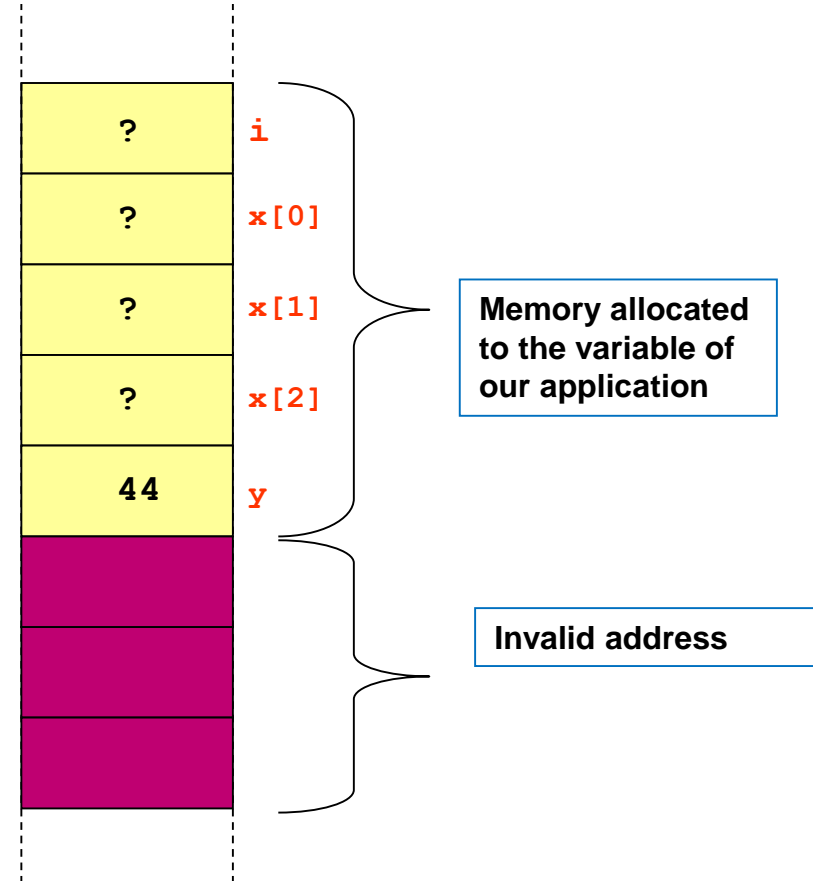 ? i
? x[0]
? x[1]
? x[2]
44 y
Memory allocated
to the variable of
our application
Invalid address